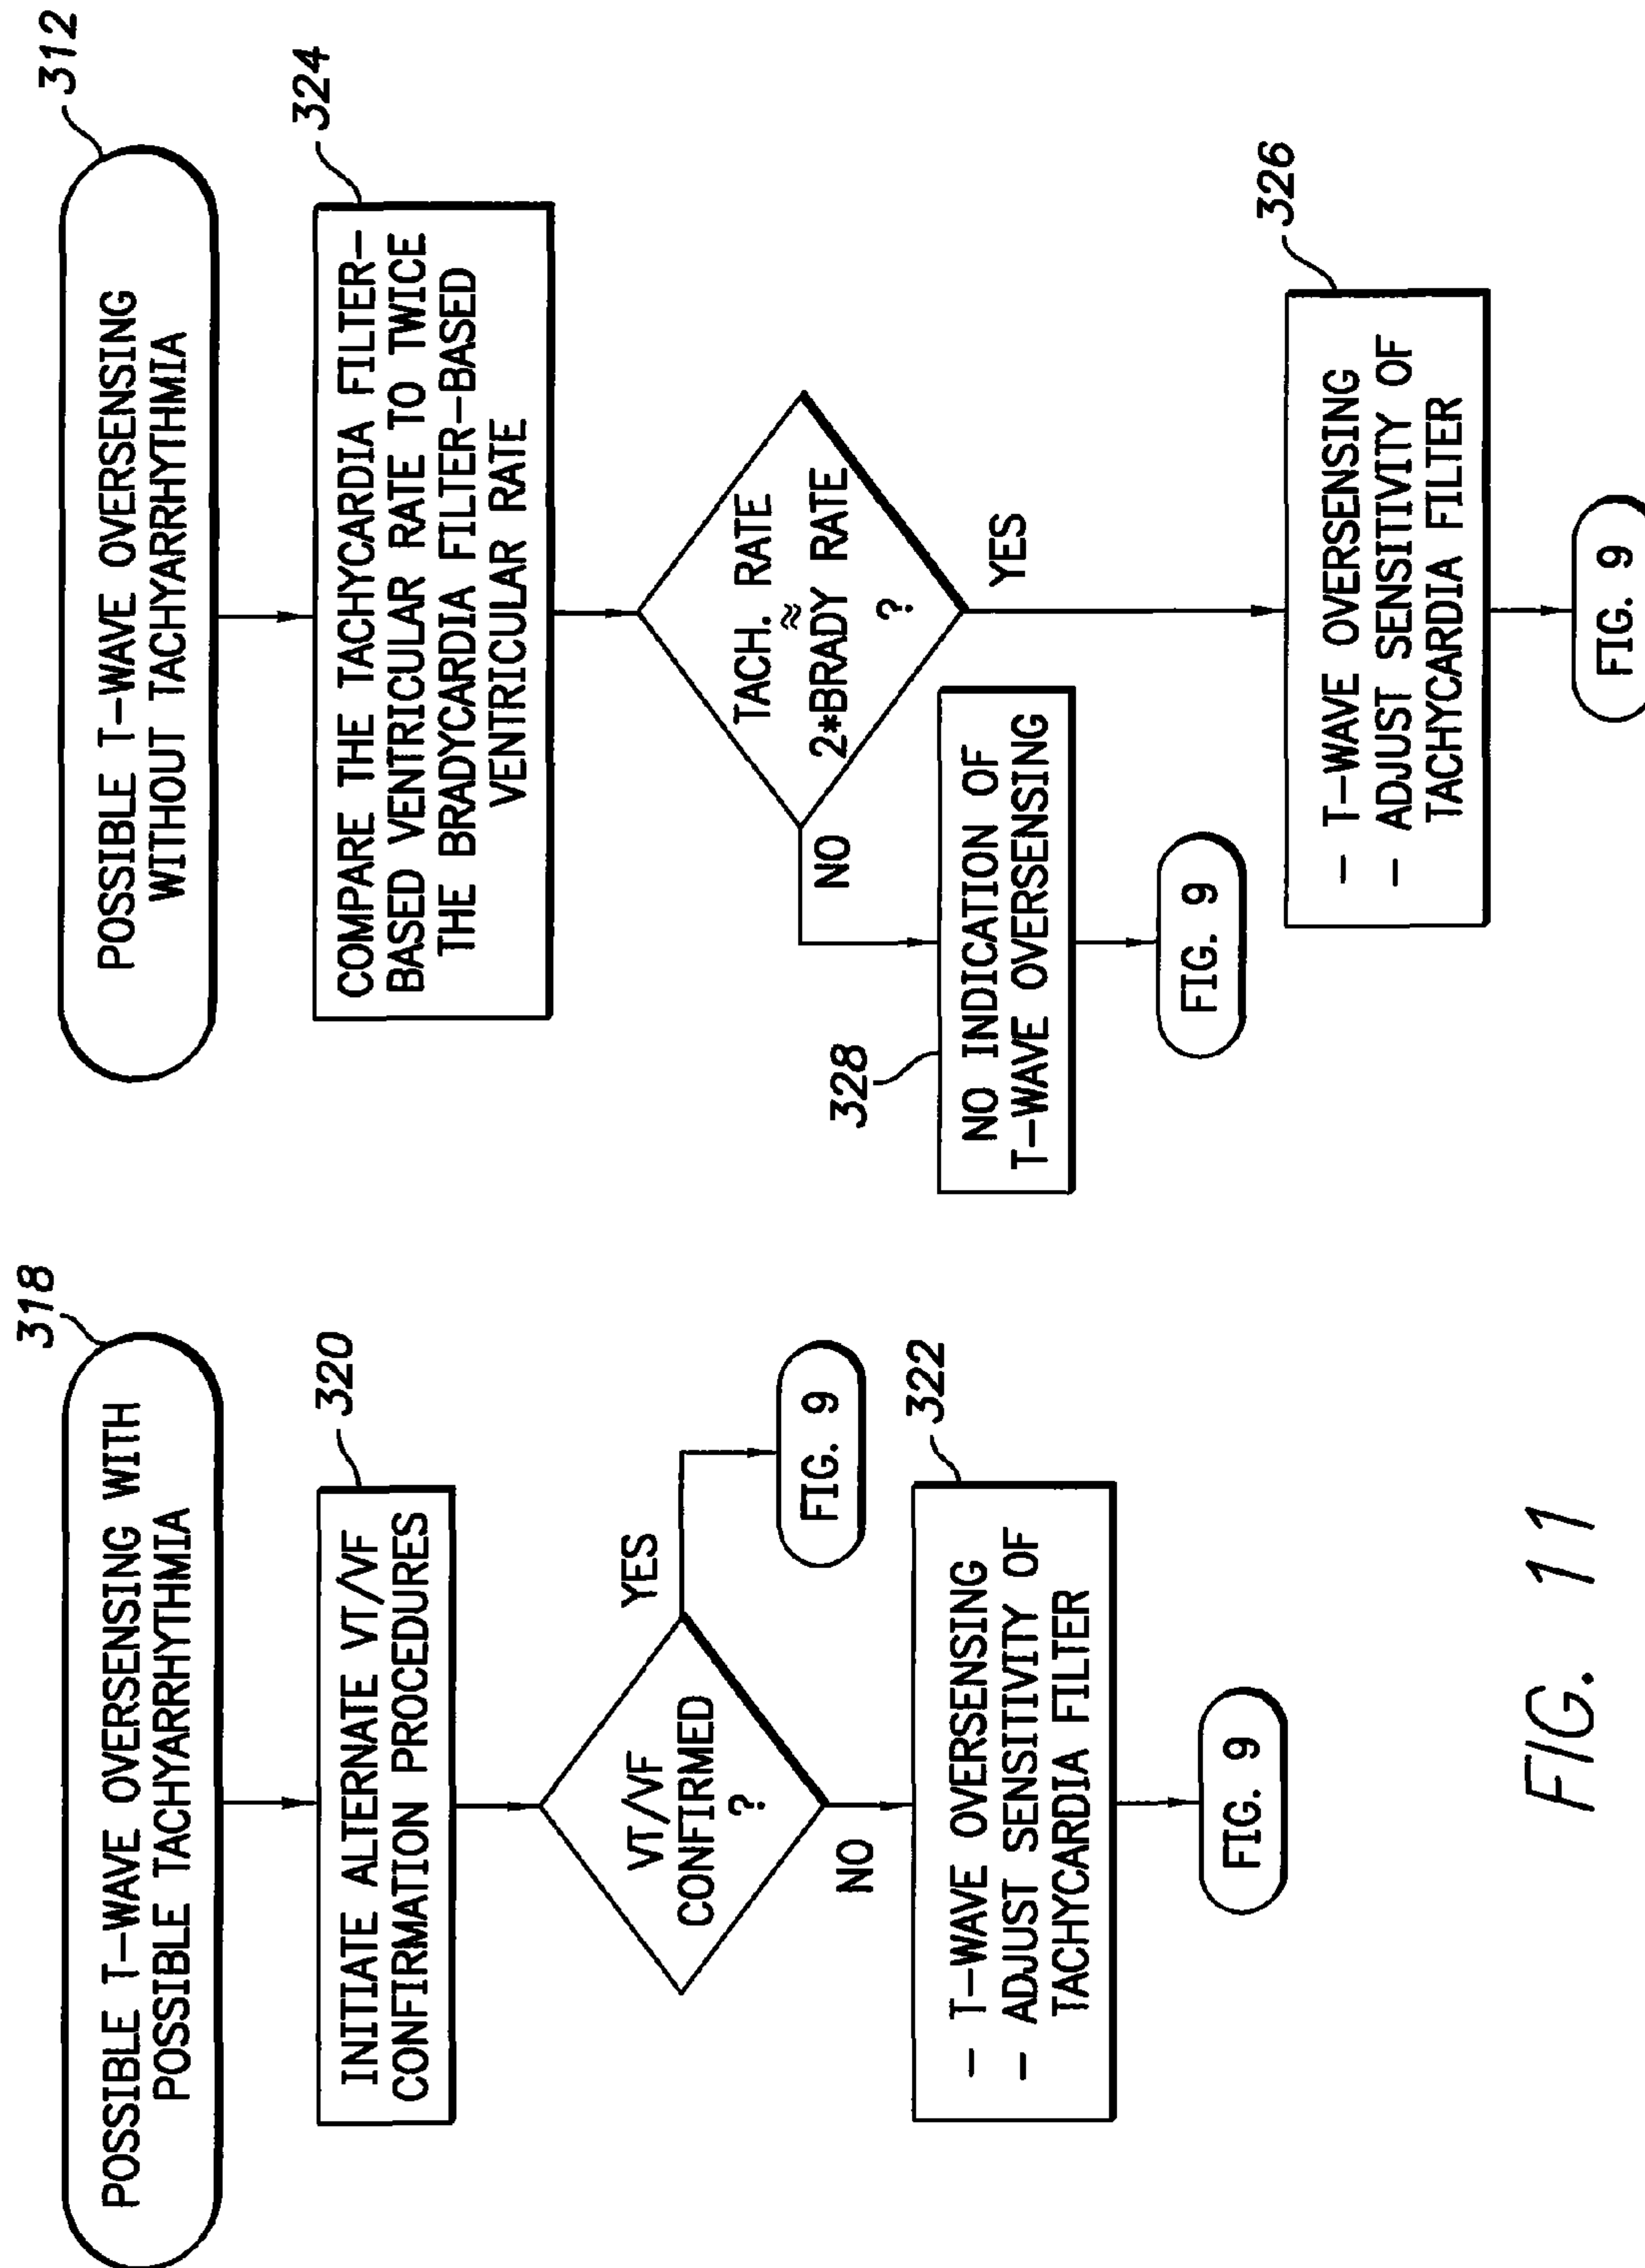 318
POSSIBLE T-WAVE OVERSENSING WITH
POSSIBLE TACHYARRHYTHMIA
320
INITIATE ALTERNATE VT/VF
CONFIRMATION PROCEDURES
VT/VF
CONFIRMED
?
YES
FIG. 9
NO
322
- T-WAVE OVERSENSING
- ADJUST SENSITIVITY OF
TACHYCARDIA FILTER
FIG. 9
312
POSSIBLE T-WAVE OVERSENSING
WITHOUT TACHYARRHYTHMIA
324
COMPARE THE TACHYCARDIA FILTER-
BASED VENTRICULAR RATE TO TWICE
THE BRADYCARDIA FILTER-BASED
VENTRICULAR RATE
TACH. RATE
≈
2*BRADY RATE
?
NO
328
NO INDICATION OF
T-WAVE OVERSENSING
FIG. 9
YES
326
- T-WAVE OVERSENSING
- ADJUST SENSITIVITY OF
TACHYCARDIA FILTER
FIG. 9
FIG. 11